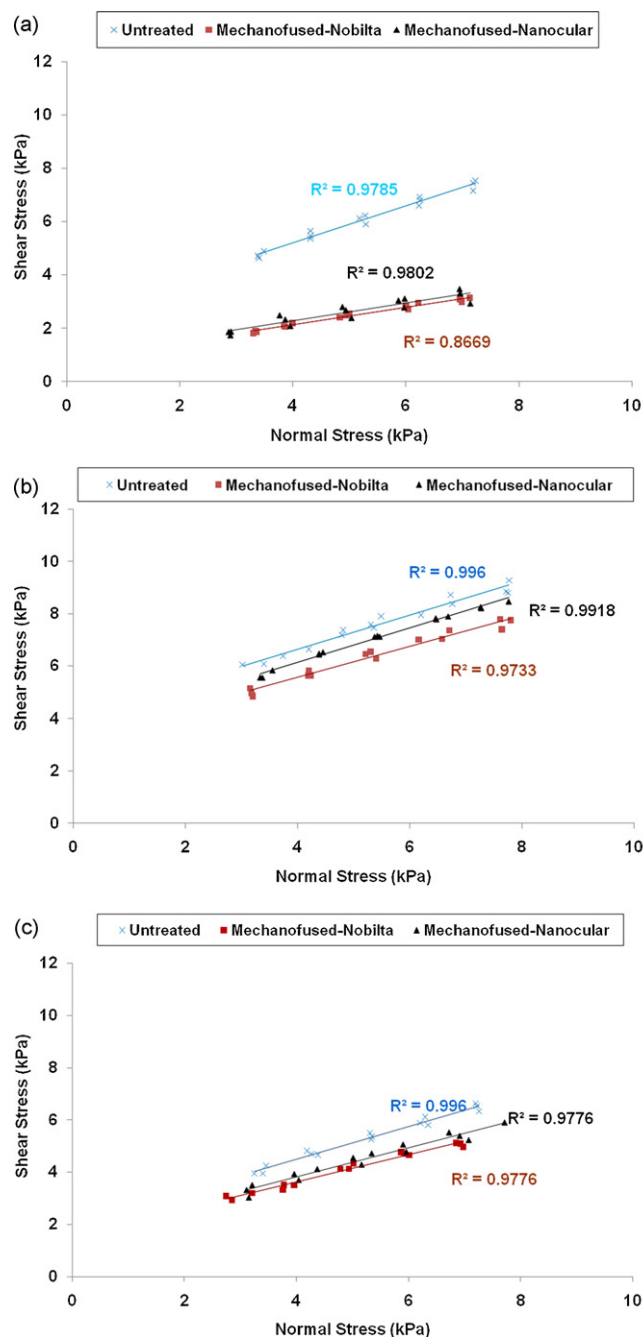 (a)
Untreated Mechanofused-Nobilta Mechanofused-Nanocular
12
10
8
6
4
2
0
Shear Stress (kPa)
R² = 0.9785
R² = 0.9802
R² = 0.8669
0 2 4 6 8 10
Normal Stress (kPa)
(b)
Untreated Mechanofused-Nobilta Mechanofused-Nanocular
12
10
8
6
4
2
0
Shear Stress (kPa)
R² = 0.996
R² = 0.9918
R² = 0.9733
0 2 4 6 8 10
Normal Stress (kPa)
(c)
Untreated Mechanofused-Nobilta Mechanofused-Nanocular
12
10
8
6
4
2
0
Shear Stress (kPa)
R² = 0.996
R² = 0.9776
R² = 0.9776
0 2 4 6 8 10
Normal Stress (kPa)